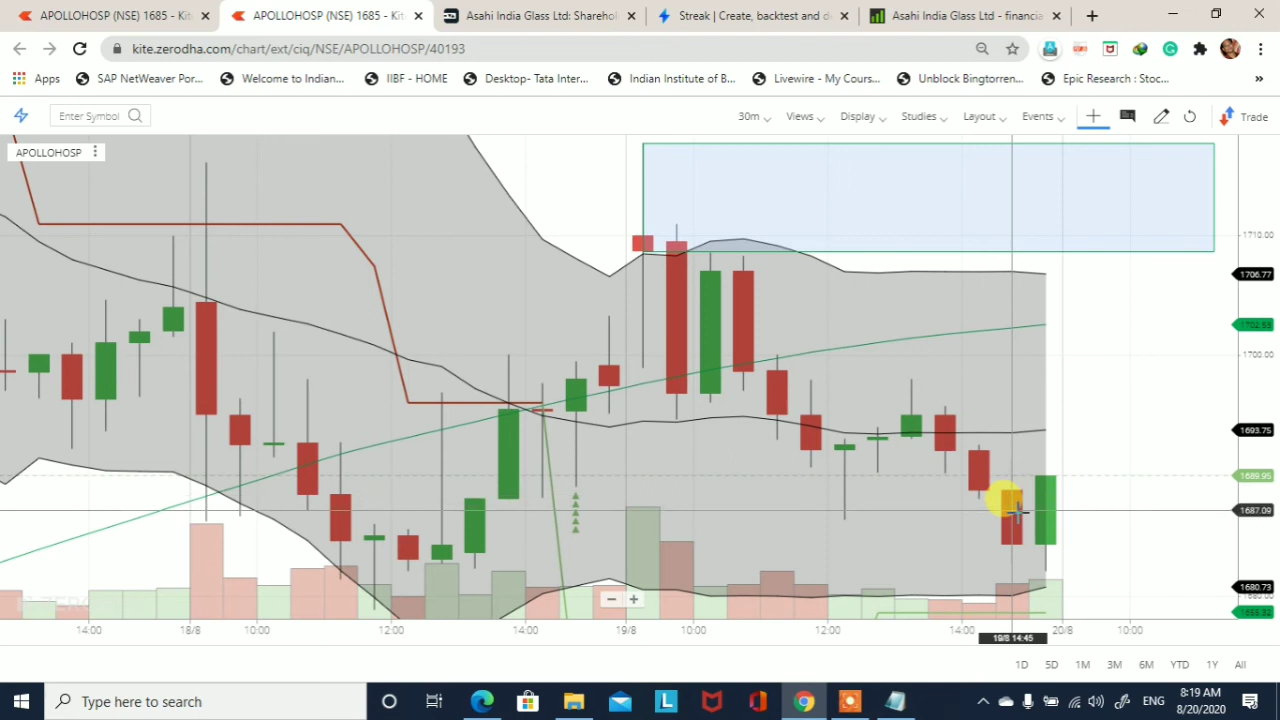 APOLLOHOSP (NSE) 1685 - Kit
APOLLOHOSP (NSE) 1685 - Kit
Asahi India Glass Ltd: Shareho
Streak | Create, backtest and d
Asahi India Glass Ltd - financia
kite.zerodha.com/chart/ext/ciq/NSE/APOLLOHOSP/40193
Apps
SAP NetWeaver Por...
Welcome to Indian...
IIBF - HOME
Desktop- Tata Inter...
Indian Institute of B...
Livewire - My Cours...
Unblock Bingtorren...
Epic Research : Stoc...
»
Enter Symbol
30m
Views
Display
Studies
Layout
Events
Trade
APOLLOHOSP
1710.00
1706.77
1702.53
1700.00
1693.75
1689.95
1687.09
1680.73
1680.00
14:00
18/8
10:00
12:00
14:00
19/8
10:00
12:00
14:00
19/8 14:45
20/8
10:00
1D
5D
1M
3M
6M
YTD
1Y
All
Type here to search
ENG
8:19 AM
8/20/2020